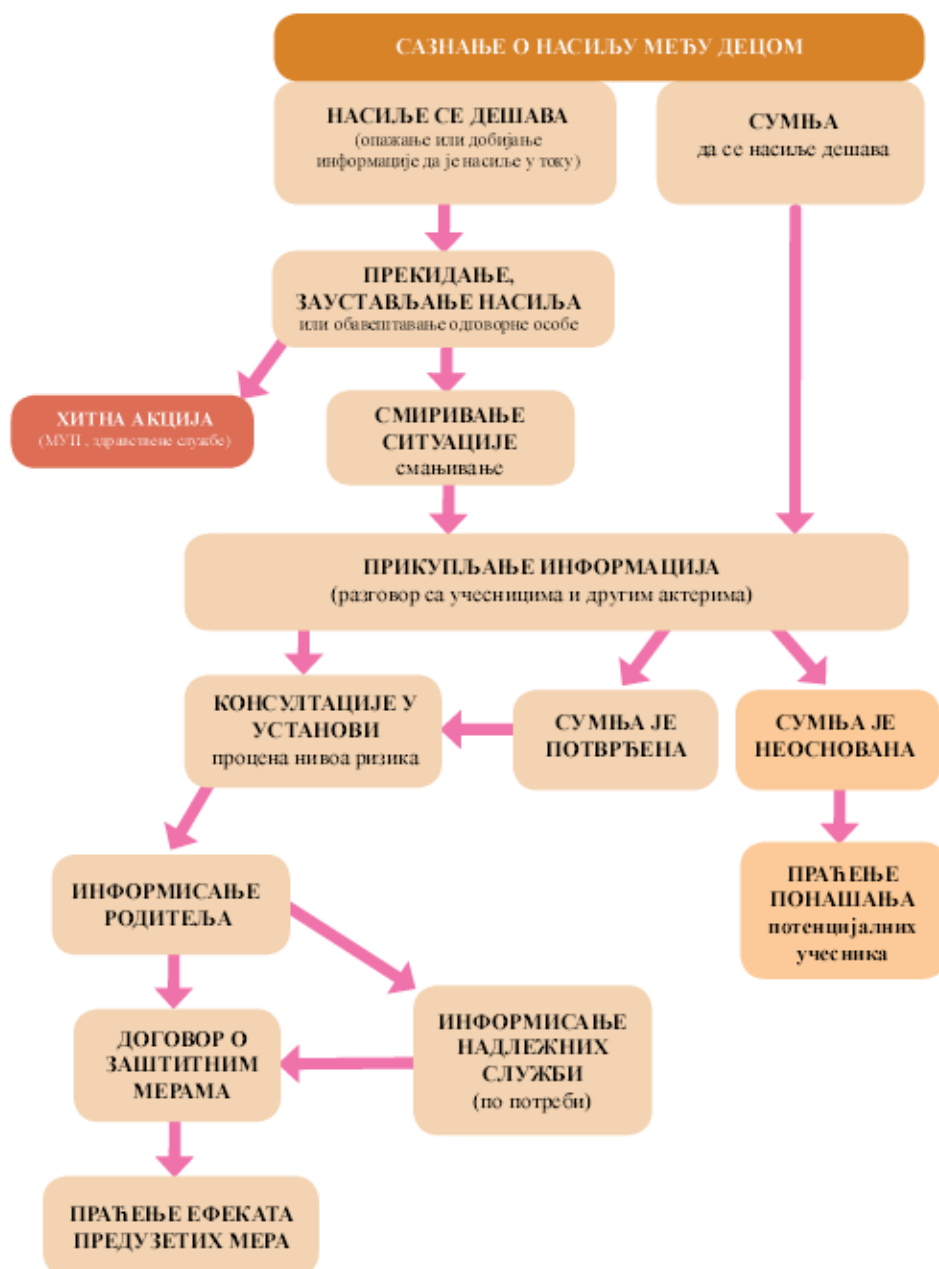 САЗНАЊЕ О НАСИЉУ МЕЂУ ДЕЦОМ
НАСИЉЕ СЕ ДЕШАВА
(опажање или добијање
информације да је насиље у току)
СУМЊА
да се насиље дешава
ПРЕКИДАЊЕ,
ЗАУСТАВЉАЊЕ НАСИЉА
или обавештавање одговорне особе
ХИТНА АКЦИЈА
(МУП , здравствене службе)
СМИРИВАЊЕ
СИТУАЦИЈЕ
смањивање
ПРИКУПЉАЊЕ ИНФОРМАЦИЈА
(разговор са учесницима и другим актерима)
КОНСУЛТАЦИЈЕ У
УСТАНОВИ
процена нивоа ризика
СУМЊА ЈЕ
ПОТВРЂЕНА
СУМЊА ЈЕ
НЕОСНОВАНА
ПРАЋЕЊЕ
ПОНАШАЊА
потенцијалних
учесника
ИНФОРМИСАЊЕ
РОДИТЕЉА
ИНФОРМИСАЊЕ
НАДЛЕЖНИХ
СЛУЖБИ
(по потреби)
ДОГОВОР О
ЗАШТИТНИМ
МЕРАМА
ПРАЋЕЊЕ ЕФЕКАТА
ПРЕДУЗЕТИХ МЕРА